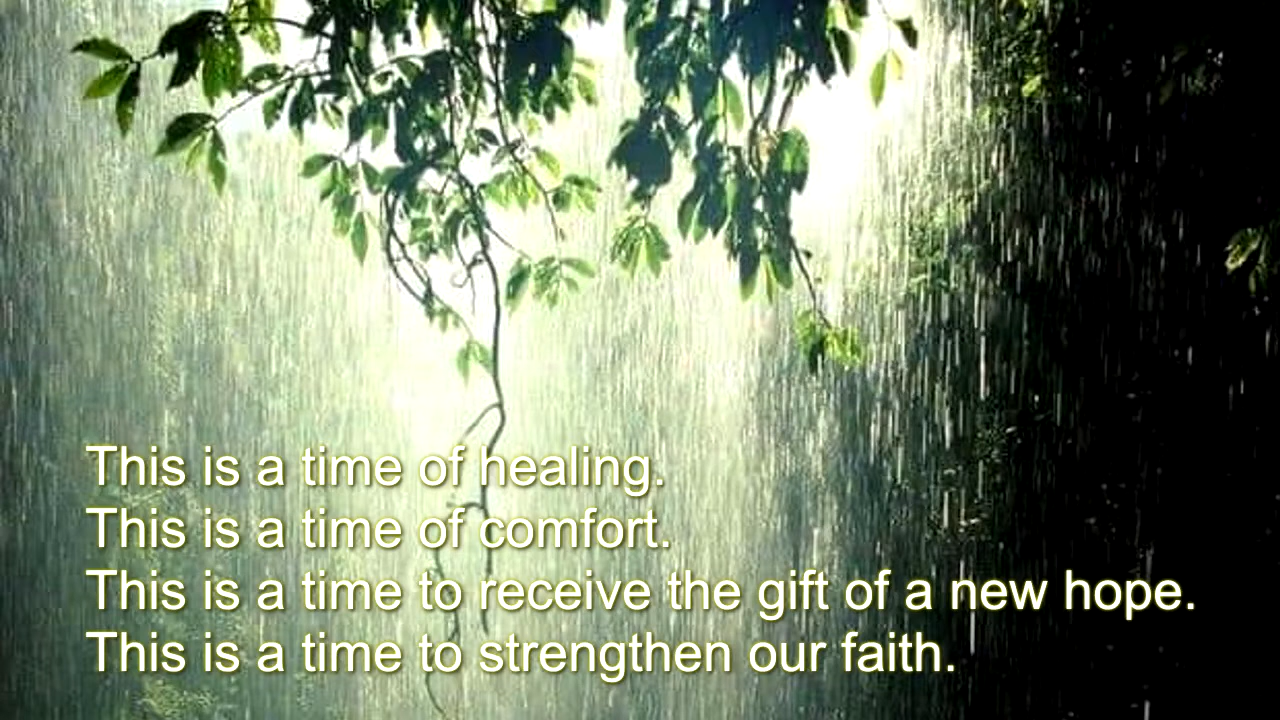 This is a time of healing.
This is a time of comfort.
This is a time to receive the gift of a new hope.
This is a time to strengthen our faith.